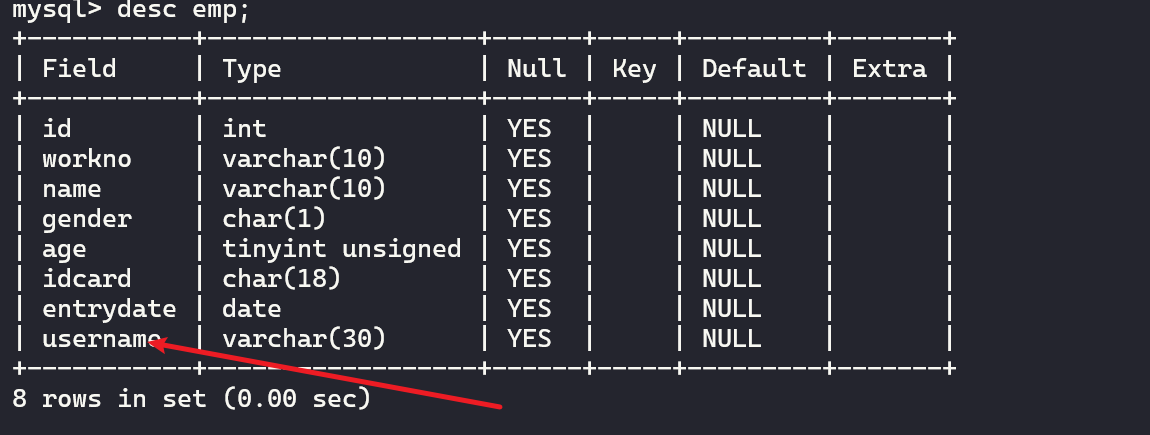 mysql> desc emp;
+------------+------------------+------+-----+---------+-------+
| Field | Type | Null | Key | Default | Extra |
+------------+------------------+------+-----+---------+-------+
| id | int | YES | | NULL | |
| workno | varchar(10) | YES | | NULL | |
| name | varchar(10) | YES | | NULL | |
| gender | char(1) | YES | | NULL | |
| age | tinyint unsigned | YES | | NULL | |
| idcard | char(18) | YES | | NULL | |
| entrydate | date | YES | | NULL | |
| username | varchar(30) | YES | | NULL | |
+------------+------------------+------+-----+---------+-------+
8 rows in set (0.00 sec)